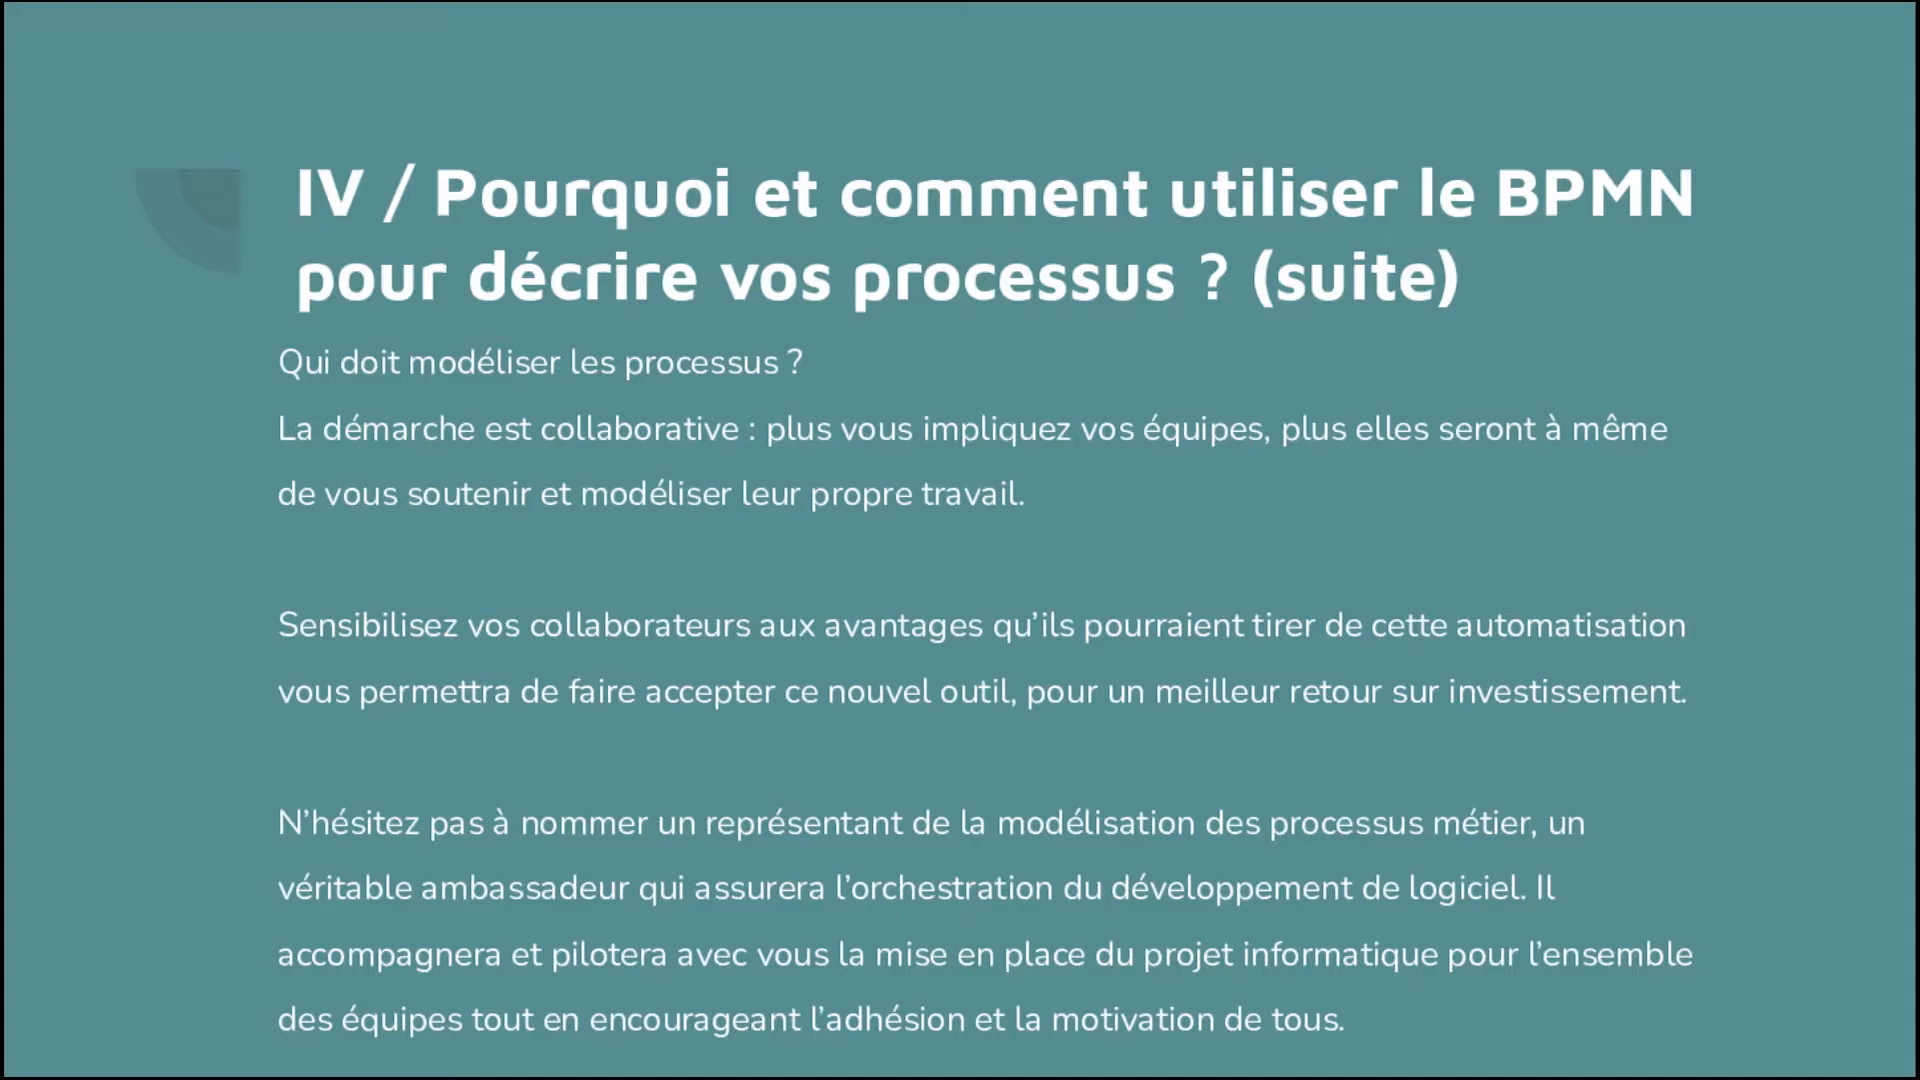 IV / Pourquoi et comment utiliser le BPMN
pour décrire vos processus ? (suite)
Qui doit modéliser les processus ?
La démarche est collaborative : plus vous impliquez vos équipes, plus elles seront à même
de vous soutenir et modéliser leur propre travail.
Sensibilisez vos collaborateurs aux avantages qu’ils pourraient tirer de cette automatisation
vous permettra de faire accepter ce nouvel outil, pour un meilleur retour sur investissement.
N’hésitez pas à nommer un représentant de la modélisation des processus métier, un
véritable ambassadeur qui assurera l’orchestration du développement de logiciel. Il
accompagnera et pilotera avec vous la mise en place du projet informatique pour l’ensemble
des équipes tout en encourageant l’adhésion et la motivation de tous.